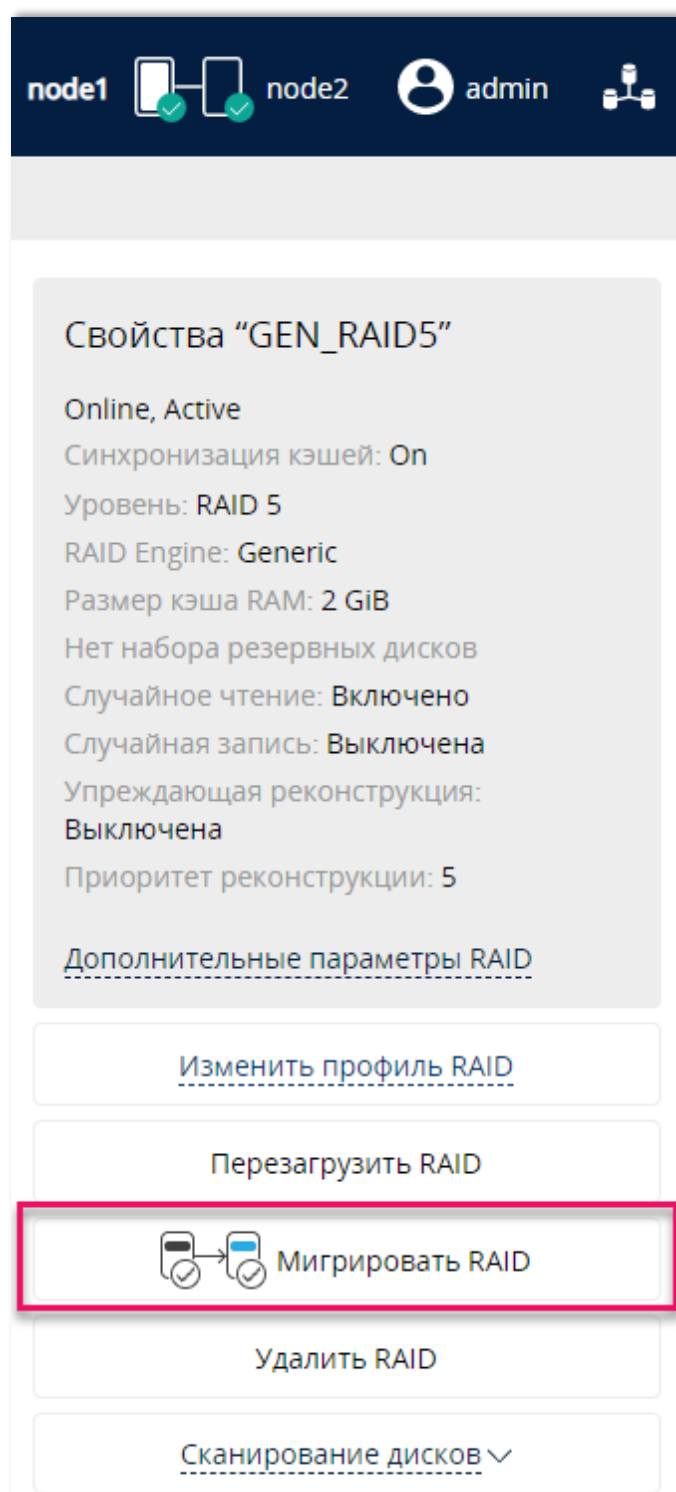 node1 node2 admin
Свойства “GEN_RAID5”
Online, Active
Синхронизация кэшей: On
Уровень: RAID 5
RAID Engine: Generic
Размер кэша RAM: 2 GiB
Нет набора резервных дисков
Случайное чтение: Включено
Случайная запись: Выключена
Упреждающая реконструкция:
Выключена
Приоритет реконструкции: 5
Дополнительные параметры RAID
Изменить профиль RAID
Перезагрузить RAID
Мигрировать RAID
Удалить RAID
Сканирование дисков